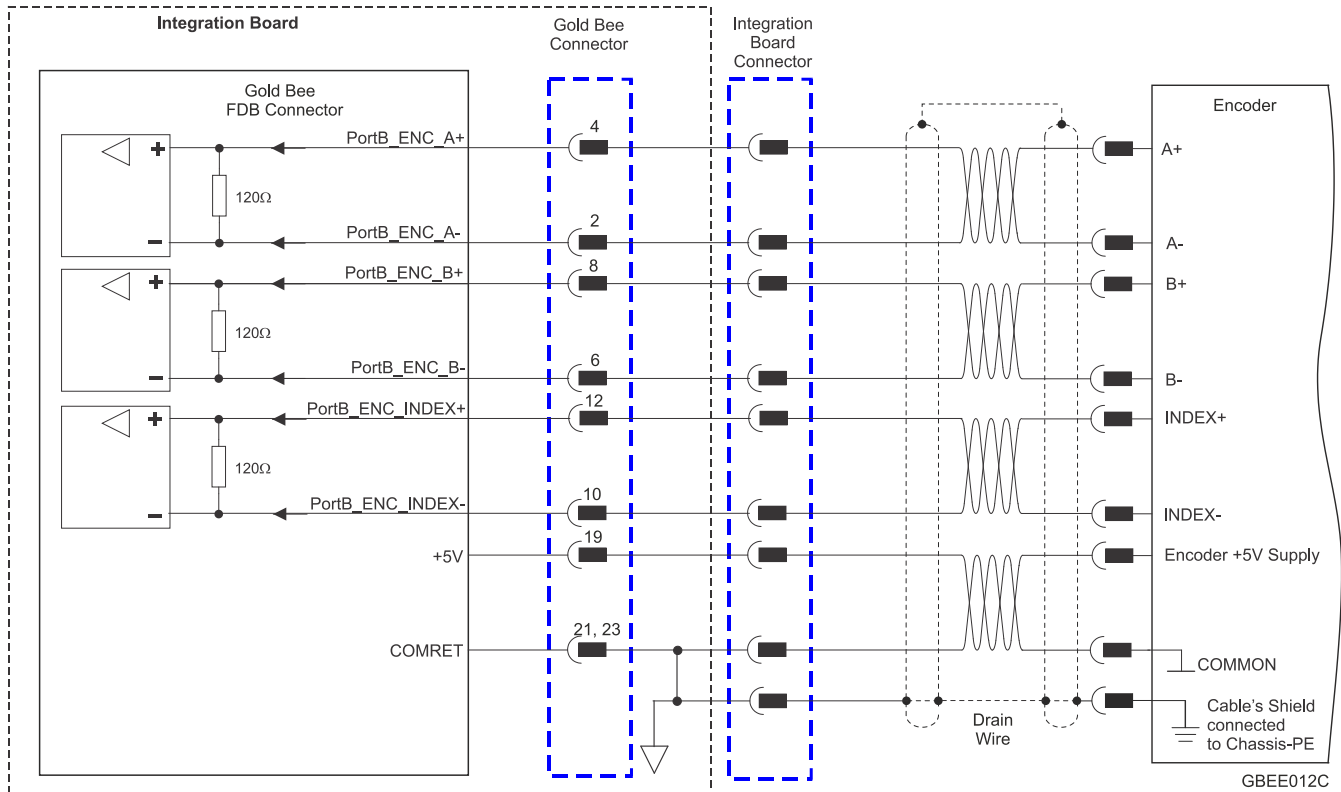 Integration Board
Gold Bee
Connector
Integration
Board
Connector
Gold Bee
FDB Connector
Encoder
+
PortB_ENC_A+
4
A+
120Ω
-
PortB_ENC_A-
2
A-
+
PortB_ENC_B+
8
B+
120Ω
-
PortB_ENC_B-
6
B-
+
PortB_ENC_INDEX+
12
INDEX+
120Ω
-
PortB_ENC_INDEX-
10
INDEX-
+5V
19
Encoder +5V Supply
COMRET
21, 23
COMMON
Drain
Wire
Cable's Shield
connected
to Chassis-PE
GBEE012C